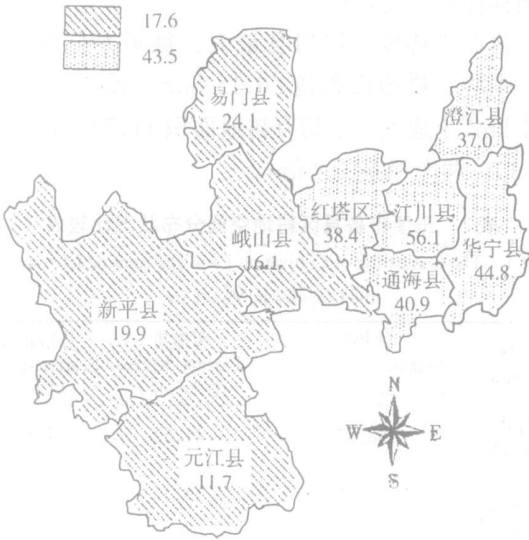 17.6
43.5
易门县
24.1
澄江县
37.0
红塔区
38.4
江川县
56.1
华宁县
44.8
峨山县
16.1
通海县
40.9
新平县
19.9
元江县
11.7
N
W E
S